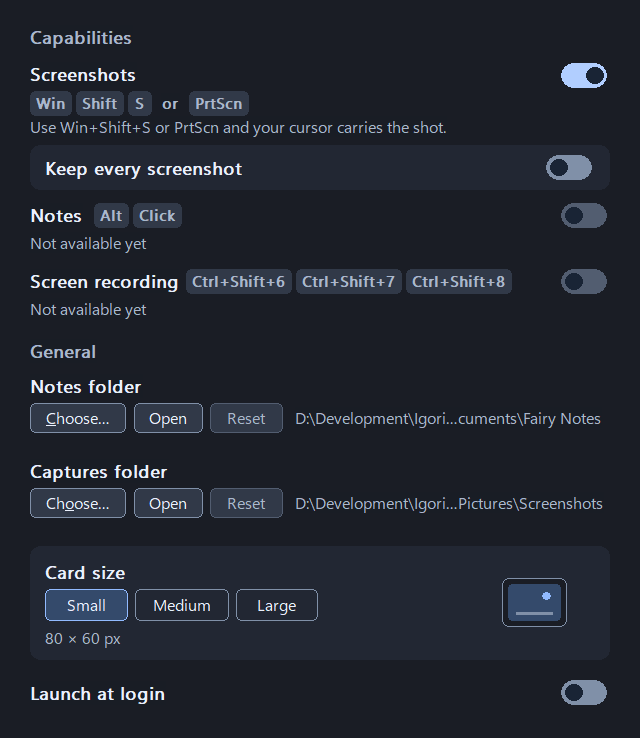 Capabilities
Screenshots
Win Shift S or PrtScn
Use Win+Shift+S or PrtScn and your cursor carries the shot.
Keep every screenshot
Notes Alt Click
Not available yet
Screen recording Ctrl+Shift+6 Ctrl+Shift+7 Ctrl+Shift+8
Not available yet
General
Notes folder
Choose... Open Reset D:\Development\Igori...cuments\Fairy Notes
Captures folder
Choose... Open Reset D:\Development\Igori...Pictures\Screenshots
Card size
Small Medium Large
80 × 60 px
Launch at login